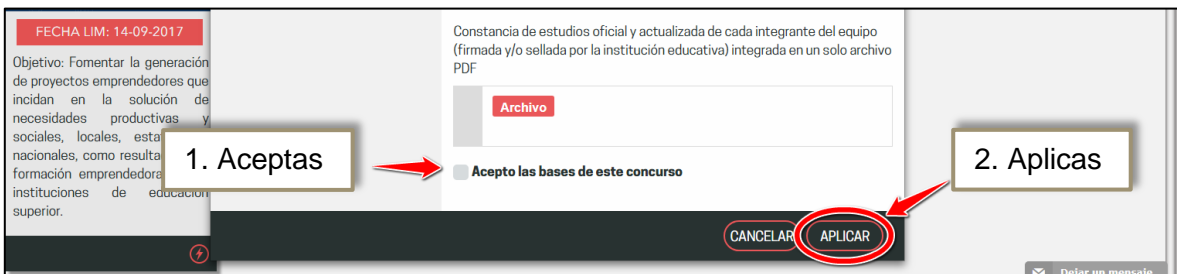 FECHA LIM: 14-09-2017
Objetivo: Fomentar la generación
de proyectos emprendedores que
incidan en la solución de
necesidades productivas y
sociales, locales,
nacionales, como
formación emprendedora
instituciones de educación
superior.
Constancia de estudios oficial y actualizada de cada integrante del equipo
(firmada y/o sellada por la institución educativa) integrada en un solo archivo
PDF
Archivo
1. Aceptas
Acepto las bases de este concurso
2. Aplicas
CANCELAR
APLICAR
Dejar un mensaje